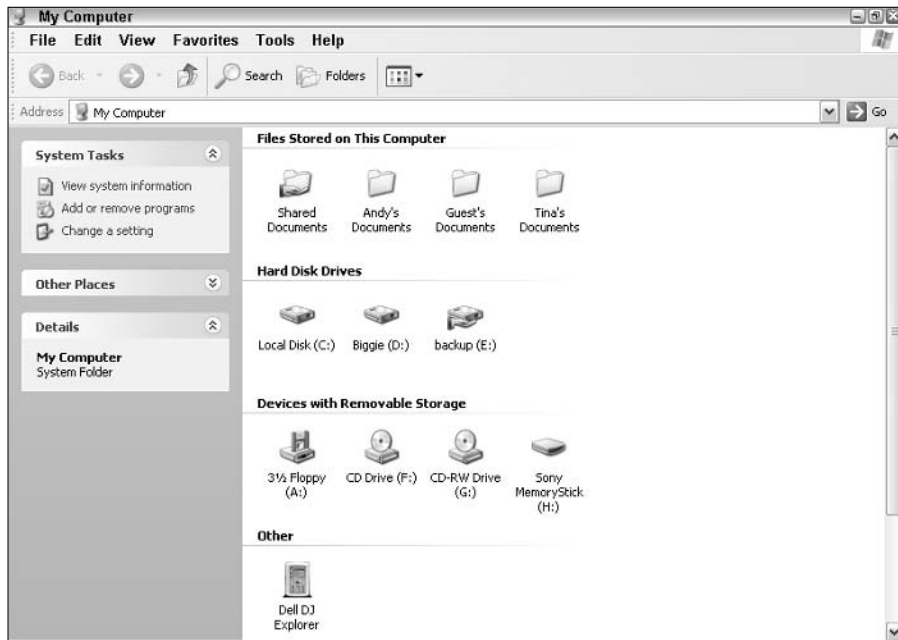 My Computer
File Edit View Favorites Tools Help
Back Search Folders
Address My Computer Go
System Tasks
View system information
Add or remove programs
Change a setting
Other Places
Details
My Computer
System Folder
Files Stored on This Computer
Shared Documents
Andy's Documents
Guest's Documents
Tina's Documents
Hard Disk Drives
Local Disk (C:) Biggie (D:) backup (E:)
Devices with Removable Storage
3½ Floppy (A:)
CD Drive (F:)
CD-RW Drive (G:)
Sony MemoryStick (H:)
Other
Dell DJ Explorer